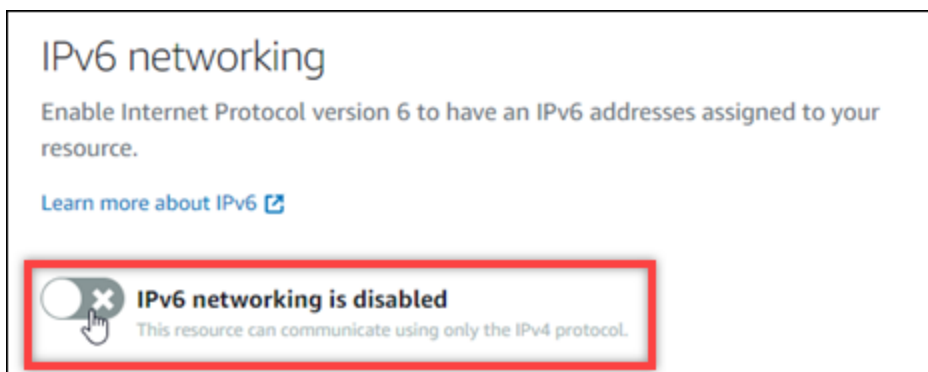 IPv6 networking
Enable Internet Protocol version 6 to have an IPv6 addresses assigned to your
resource.
Learn more about IPv6
IPv6 networking is disabled
This resource can communicate using only the IPv4 protocol.